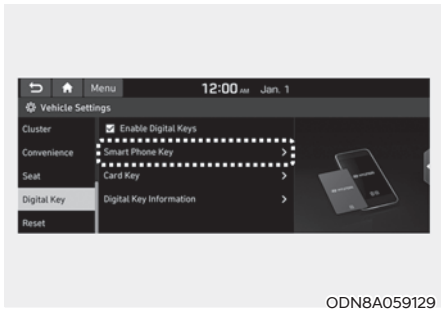 Menu 12:00 AM Jan. 1
Vehicle Settings
Cluster
Enable Digital Keys
Convenience
Smart Phone Key
Seat
Card Key
Digital Key
Digital Key Information
Reset
ODN8A059129